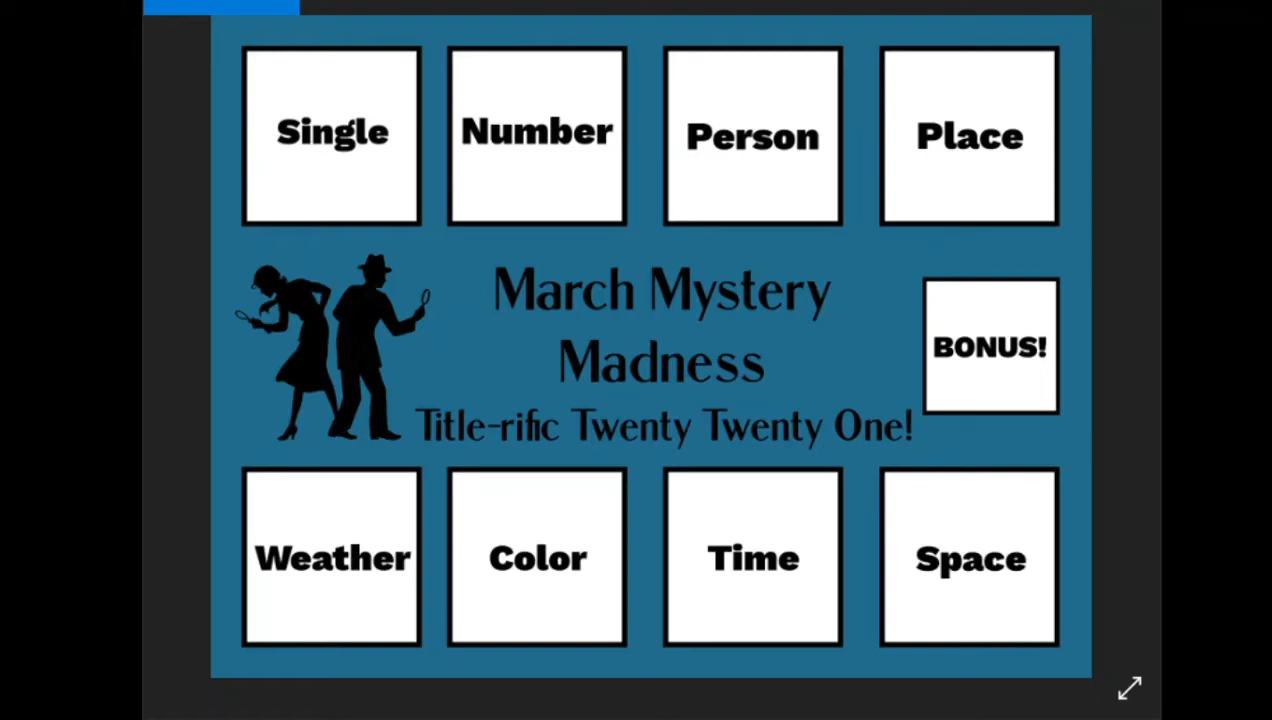 Single
Number
Person
Place
March Mystery
Madness
BONUS!
Title-rific Twenty Twenty One!
Weather
Color
Time
Space